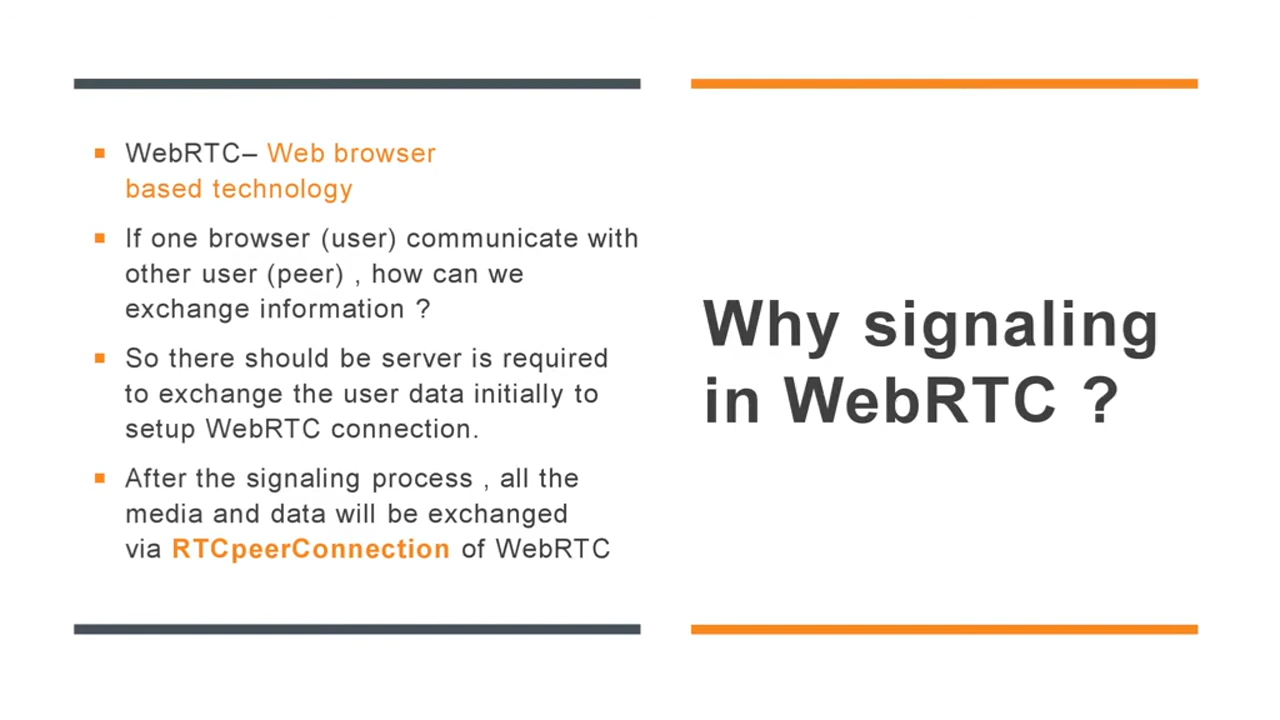 WebRTC– Web browser
based technology
If one browser (user) communicate with
other user (peer) , how can we
exchange information ?
So there should be server is required
to exchange the user data initially to
setup WebRTC connection.
After the signaling process , all the
media and data will be exchanged
via RTCpeerConnection of WebRTC
Why signaling
in WebRTC ?